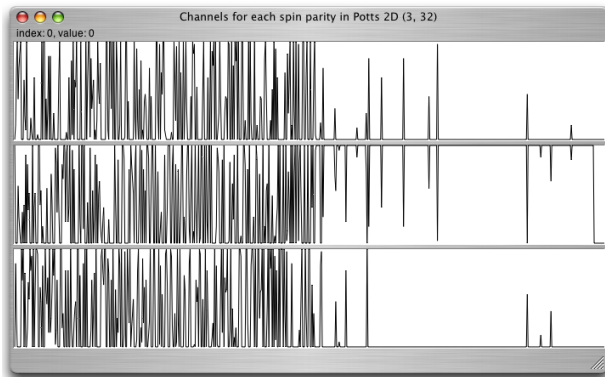 Channels for each spin parity in Potts 2D (3, 32)
index: 0, value: 0